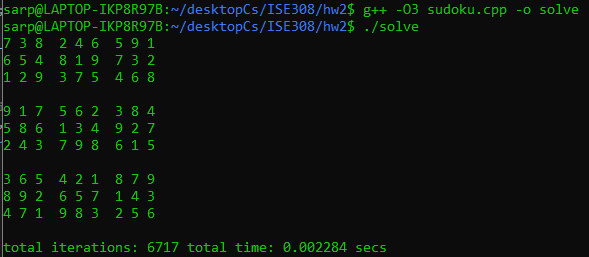 sarp@LAPTOP-IKP8R97B:~/desktopCs/ISE308/hw2$ g++ -O3 sudoku.cpp -o solve
sarp@LAPTOP-IKP8R97B:~/desktopCs/ISE308/hw2$ ./solve
7 3 8  2 4 6  5 9 1
6 5 4  8 1 9  7 3 2
1 2 9  3 7 5  4 6 8
9 1 7  5 6 2  3 8 4
5 8 6  1 3 4  9 2 7
2 4 3  7 9 8  6 1 5
3 6 5  4 2 1  8 7 9
8 9 2  6 5 7  1 4 3
4 7 1  9 8 3  2 5 6
total iterations: 6717 total time: 0.002284 secs